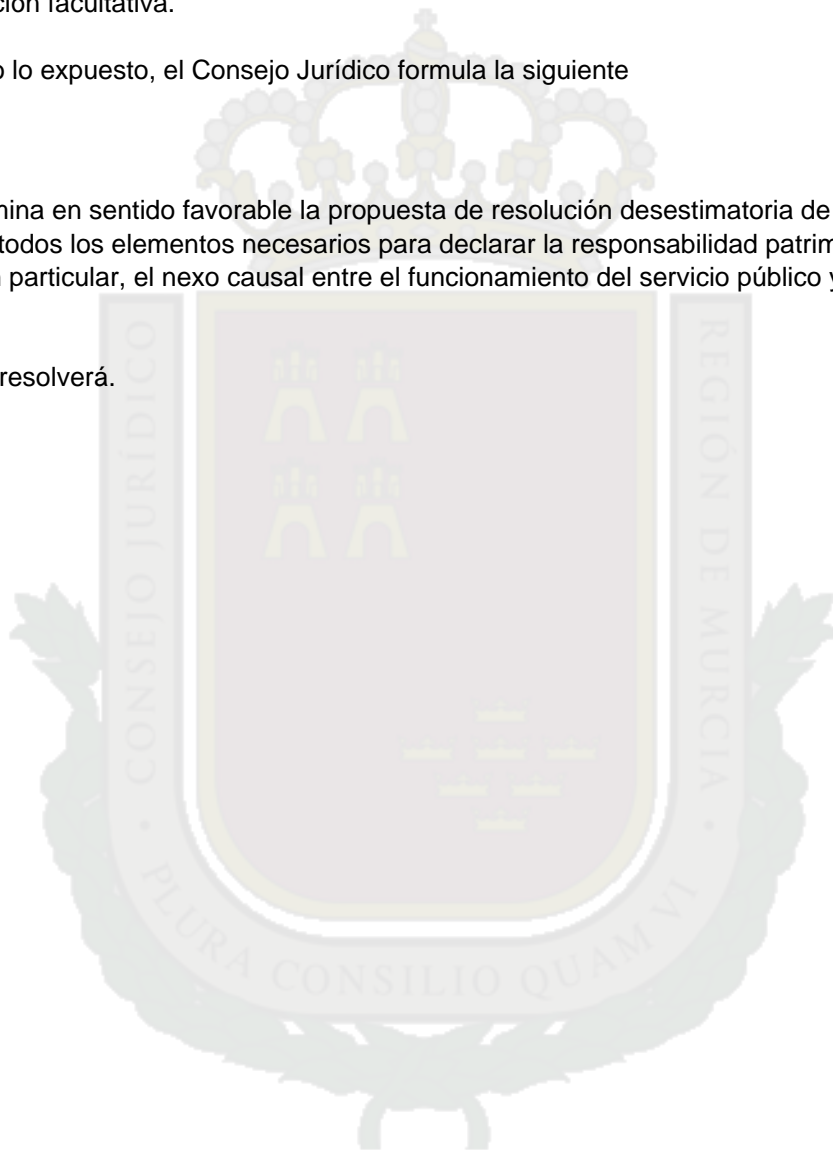 ción facultativa.
o lo expuesto, el Consejo Jurídico formula la siguiente
nina en sentido favorable la propuesta de resolución desestimatoria de
todos los elementos necesarios para declarar la responsabilidad patrim
particular, el nexo causal entre el funcionamiento del servicio público y
resolverá.
CONSEJO JURÍDICO
REGIÓN DE MURCIA
PLURA CONSILIO QUAM VI